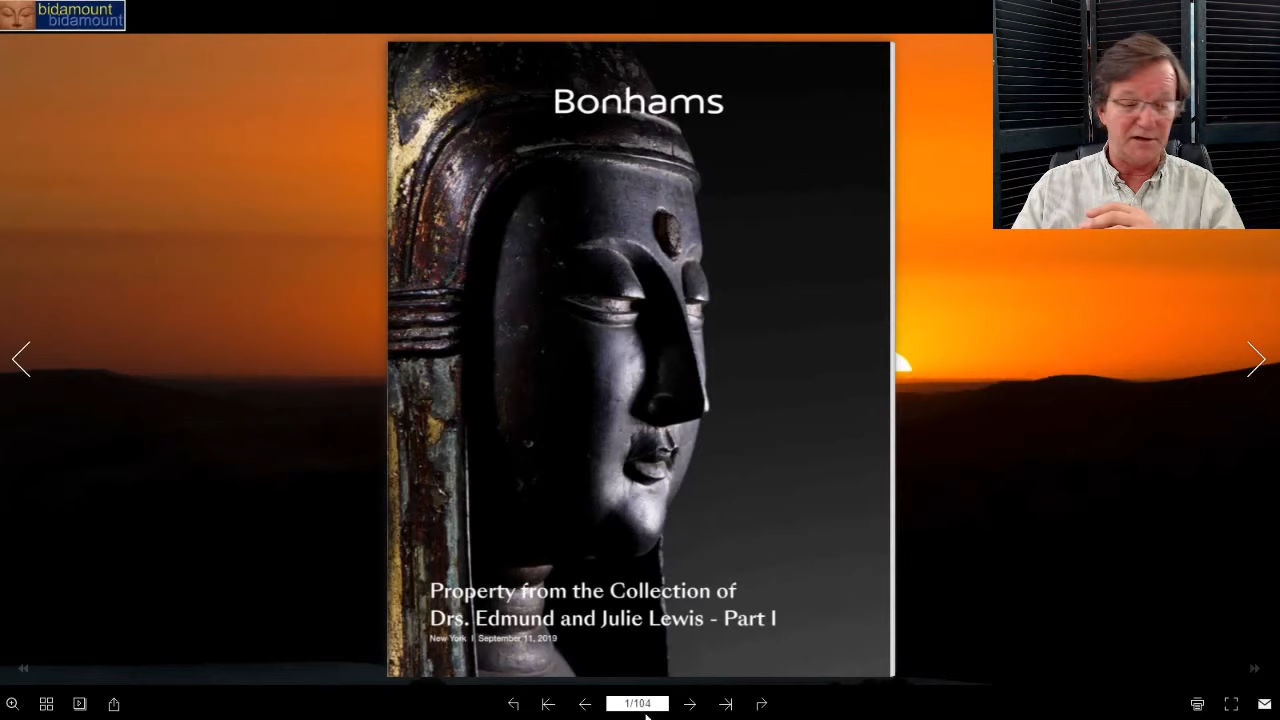 bidamount
bidamount
Bonhams
Property from the Collection of
Drs. Edmund and Julie Lewis - Part I
New York | September 11, 2019
1/104